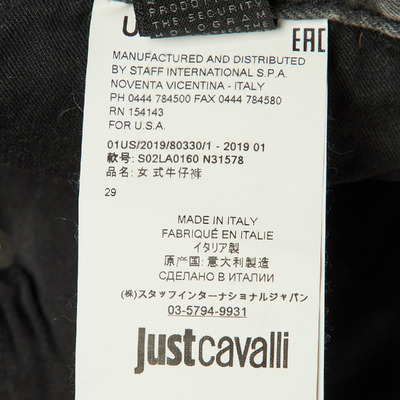 PRODU
THE SECURITY
HOLOGRAM
EAC
MANUFACTURED AND DISTRIBUTED
BY STAFF INTERNATIONAL S.P.A.
NOVENTA VICENTINA - ITALY
PH 0444 784500 FAX 0444 784580
RN 154143
FOR U.S.A.
01US/2019/80330/1 - 2019 01
款号: S02LA0160 N31578
品名: 女 式牛仔裤
29
MADE IN ITALY
FABRIQUÉ EN ITALIE
イタリア製
原产国: 意大利製造
СДЕЛАНО В ИТАЛИИ
(株)スタッフインターナショナルジャパン
03-5794-9931
justcavalli